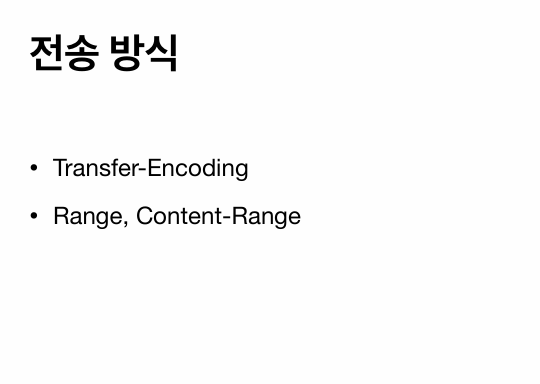 전송 방식
• Transfer-Encoding
• Range, Content-Range